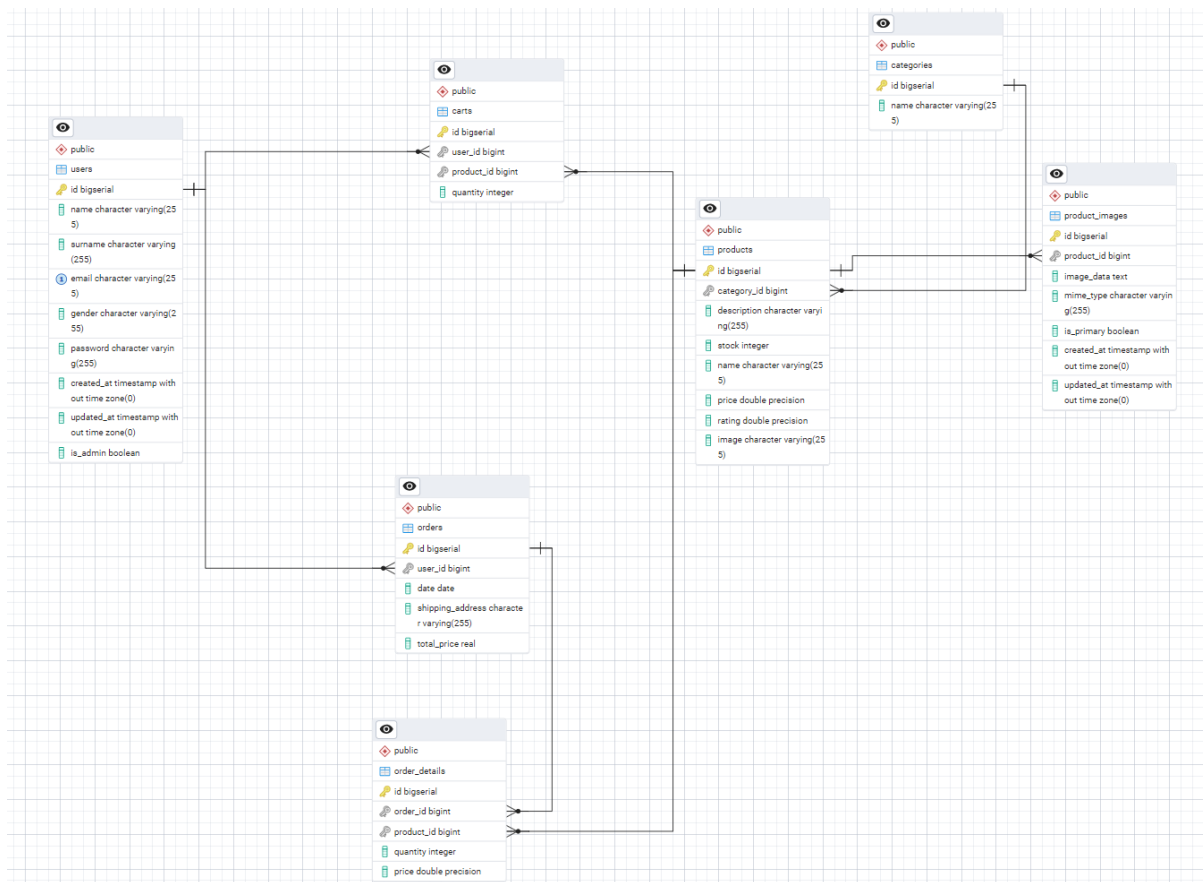 public
users
id bigserial
name character varying(25
5)
surname character varying
(255)
email character varying(25
5)
gender character varying(2
55)
password character varyin
g(255)
created_at timestamp with
out time zone(0)
updated_at timestamp with
out time zone(0)
is_admin boolean
public
carts
id bigserial
user_id bigint
product_id bigint
quantity integer
public
orders
id bigserial
user_id bigint
date date
shipping_address characte
r varying(255)
total_price real
public
order_details
id bigserial
order_id bigint
product_id bigint
quantity integer
price double precision
public
products
id bigserial
category_id bigint
description character varyi
ng(255)
stock integer
name character varying(25
5)
price double precision
rating double precision
image character varying(25
5)
public
categories
id bigserial
name character varying(25
5)
public
product_images
id bigserial
product_id bigint
image_data text
mime_type character varyin
g(255)
is_primary boolean
created_at timestamp with
out time zone(0)
updated_at timestamp with
out time zone(0)